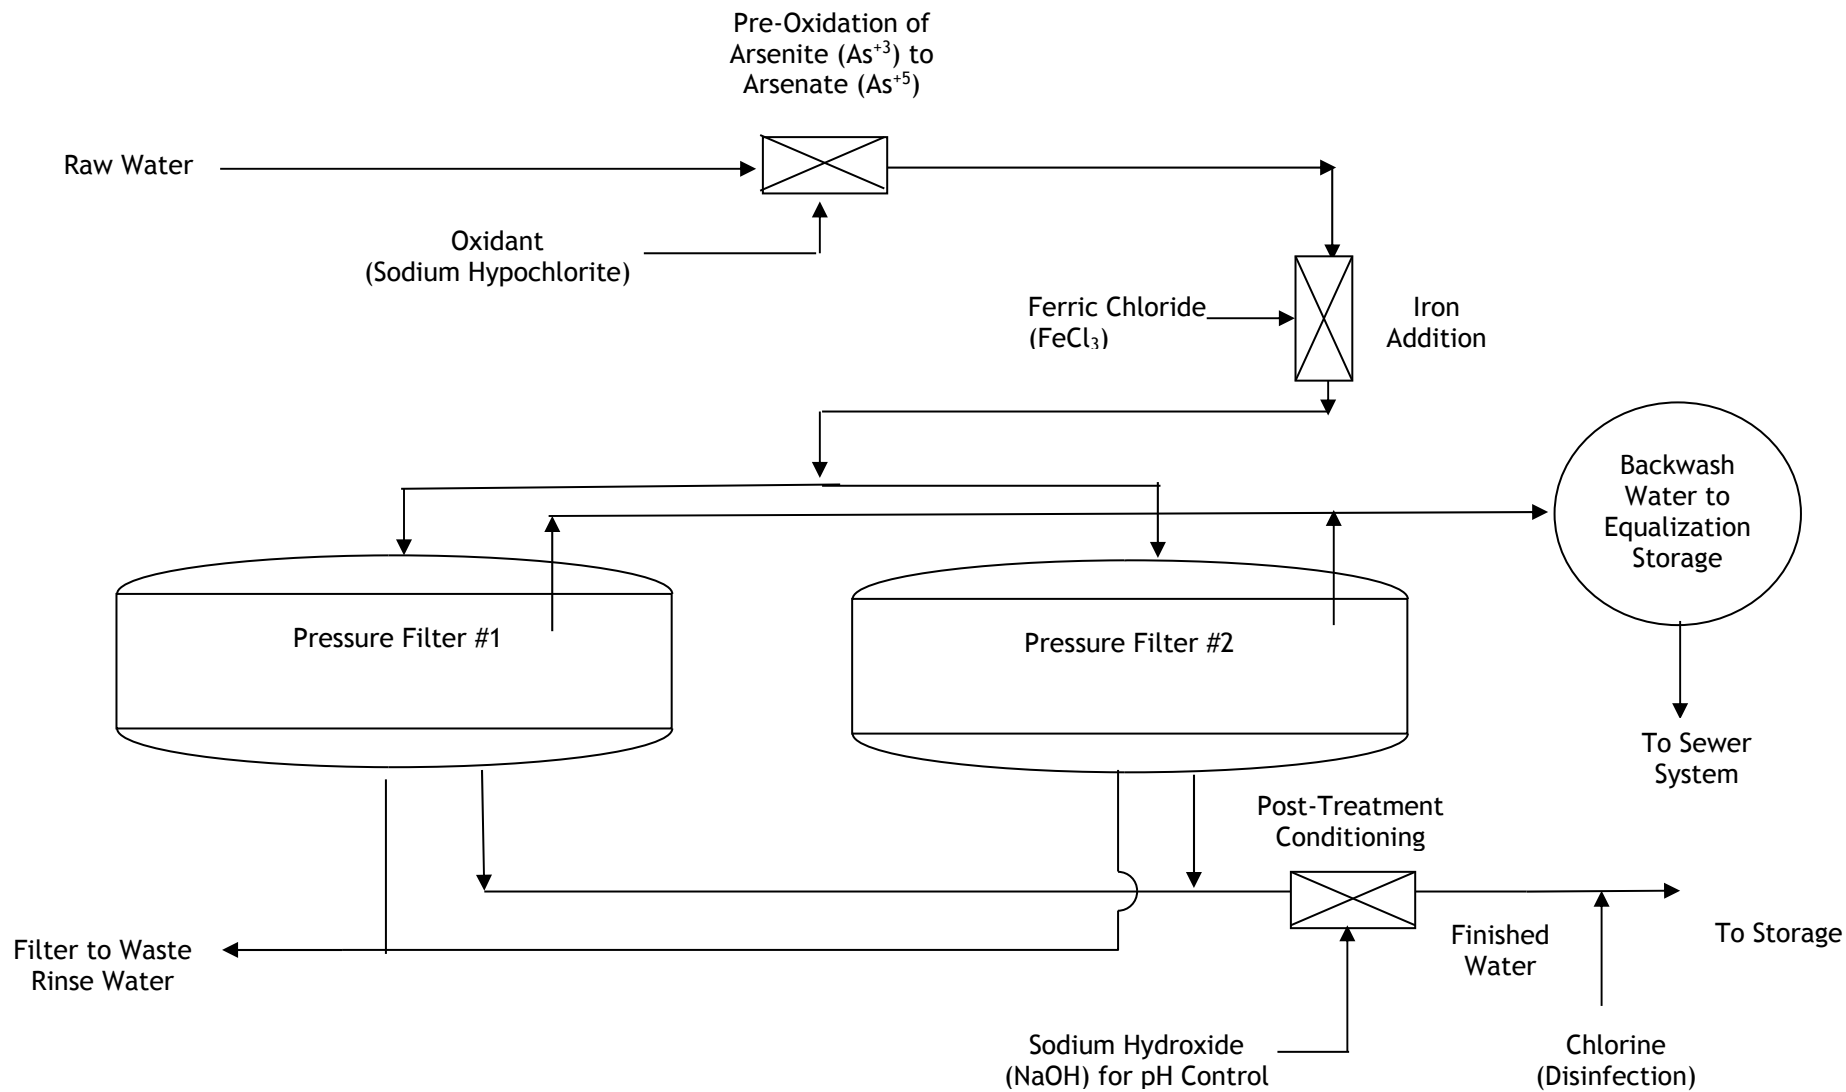 Pre-Oxidation of
Arsenite (As⁺³) to
Arsenate (As⁺⁵)
Raw Water
Oxidant
(Sodium Hypochlorite)
Ferric Chloride
(FeCl₃)
Iron
Addition
Backwash
Water to
Equalization
Storage
Pressure Filter #1
Pressure Filter #2
To Sewer
System
Post-Treatment
Conditioning
Filter to Waste
Rinse Water
Finished
Water
To Storage
Sodium Hydroxide
(NaOH) for pH Control
Chlorine
(Disinfection)